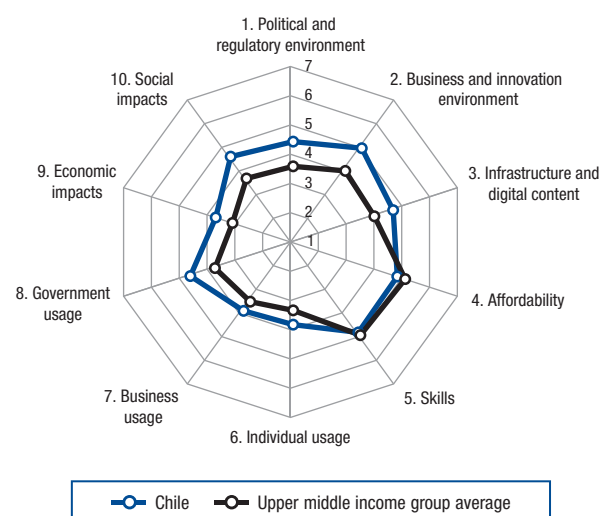 1. Political and
regulatory environment
7
10. Social
impacts
2. Business and innovation
environment
6
5
4
9. Economic
impacts
3. Infrastructure and
digital content
3
2
1
8. Government
usage
4. Affordability
7. Business
usage
5. Skills
6. Individual usage
Chile
Upper middle income group average